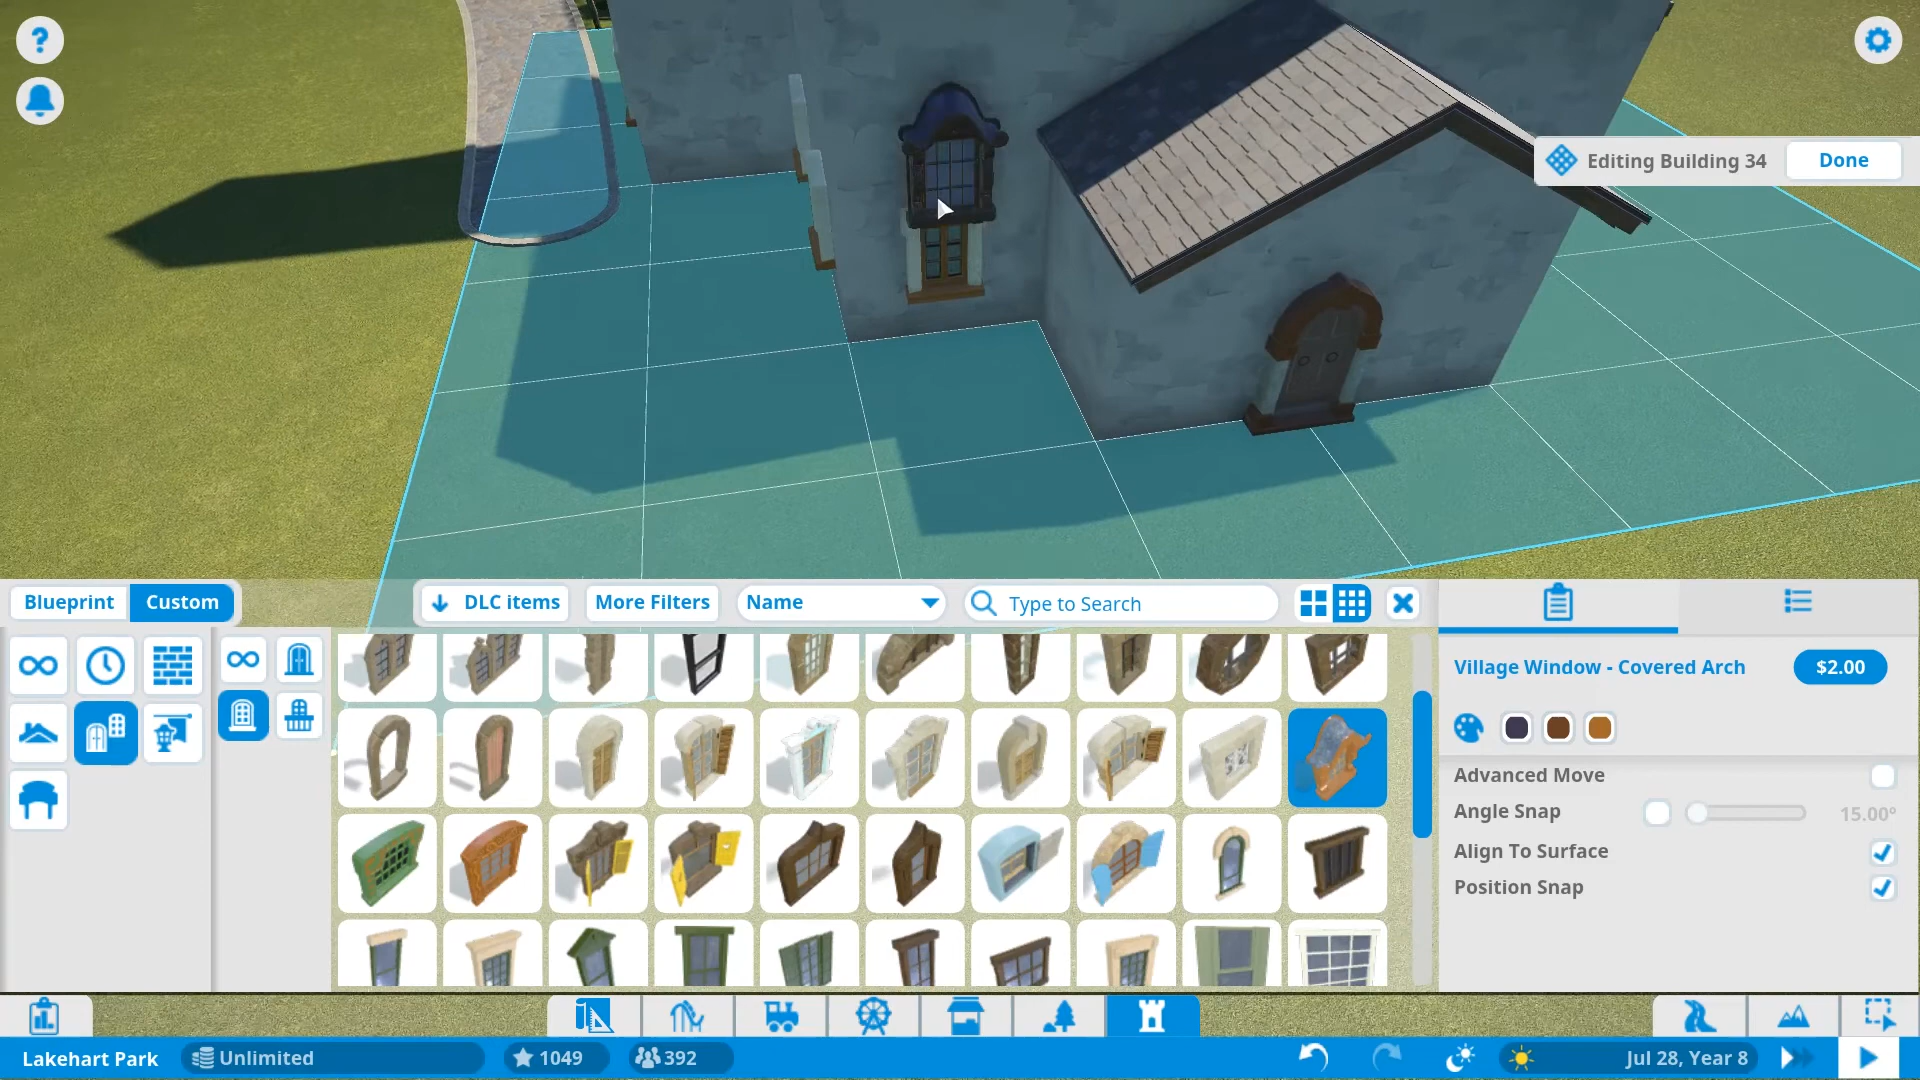 ?
Editing Building 34
Done
Blueprint
Custom
DLC items
More Filters
Name
Type to Search
Village Window - Covered Arch
$2.00
Advanced Move
Angle Snap
15.00°
Align To Surface
Position Snap
Lakehart Park
Unlimited
1049
392
Jul 28, Year 8